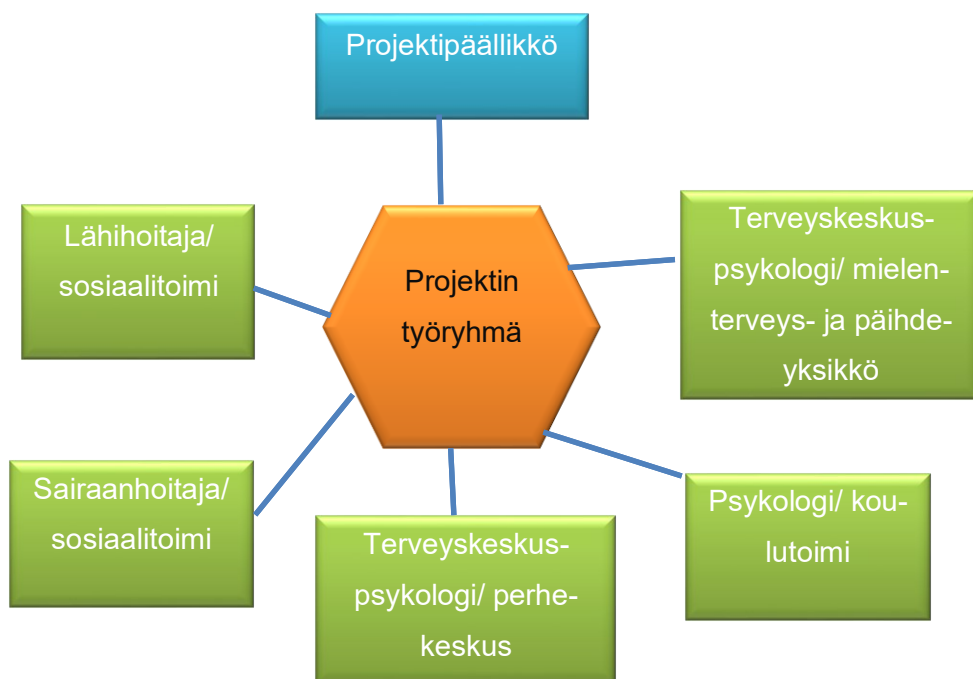 Projektipäällikkö
Lähihoitaja/
sosiaalitoimi
Projektin
työryhmä
Terveyskeskus-
psykologi/ mielen-
terveys- ja päihde-
yksikkö
Sairaanhoitaja/
sosiaalitoimi
Terveyskeskus-
psykologi/ perhe-
keskus
Psykologi/ kou-
lutoimi